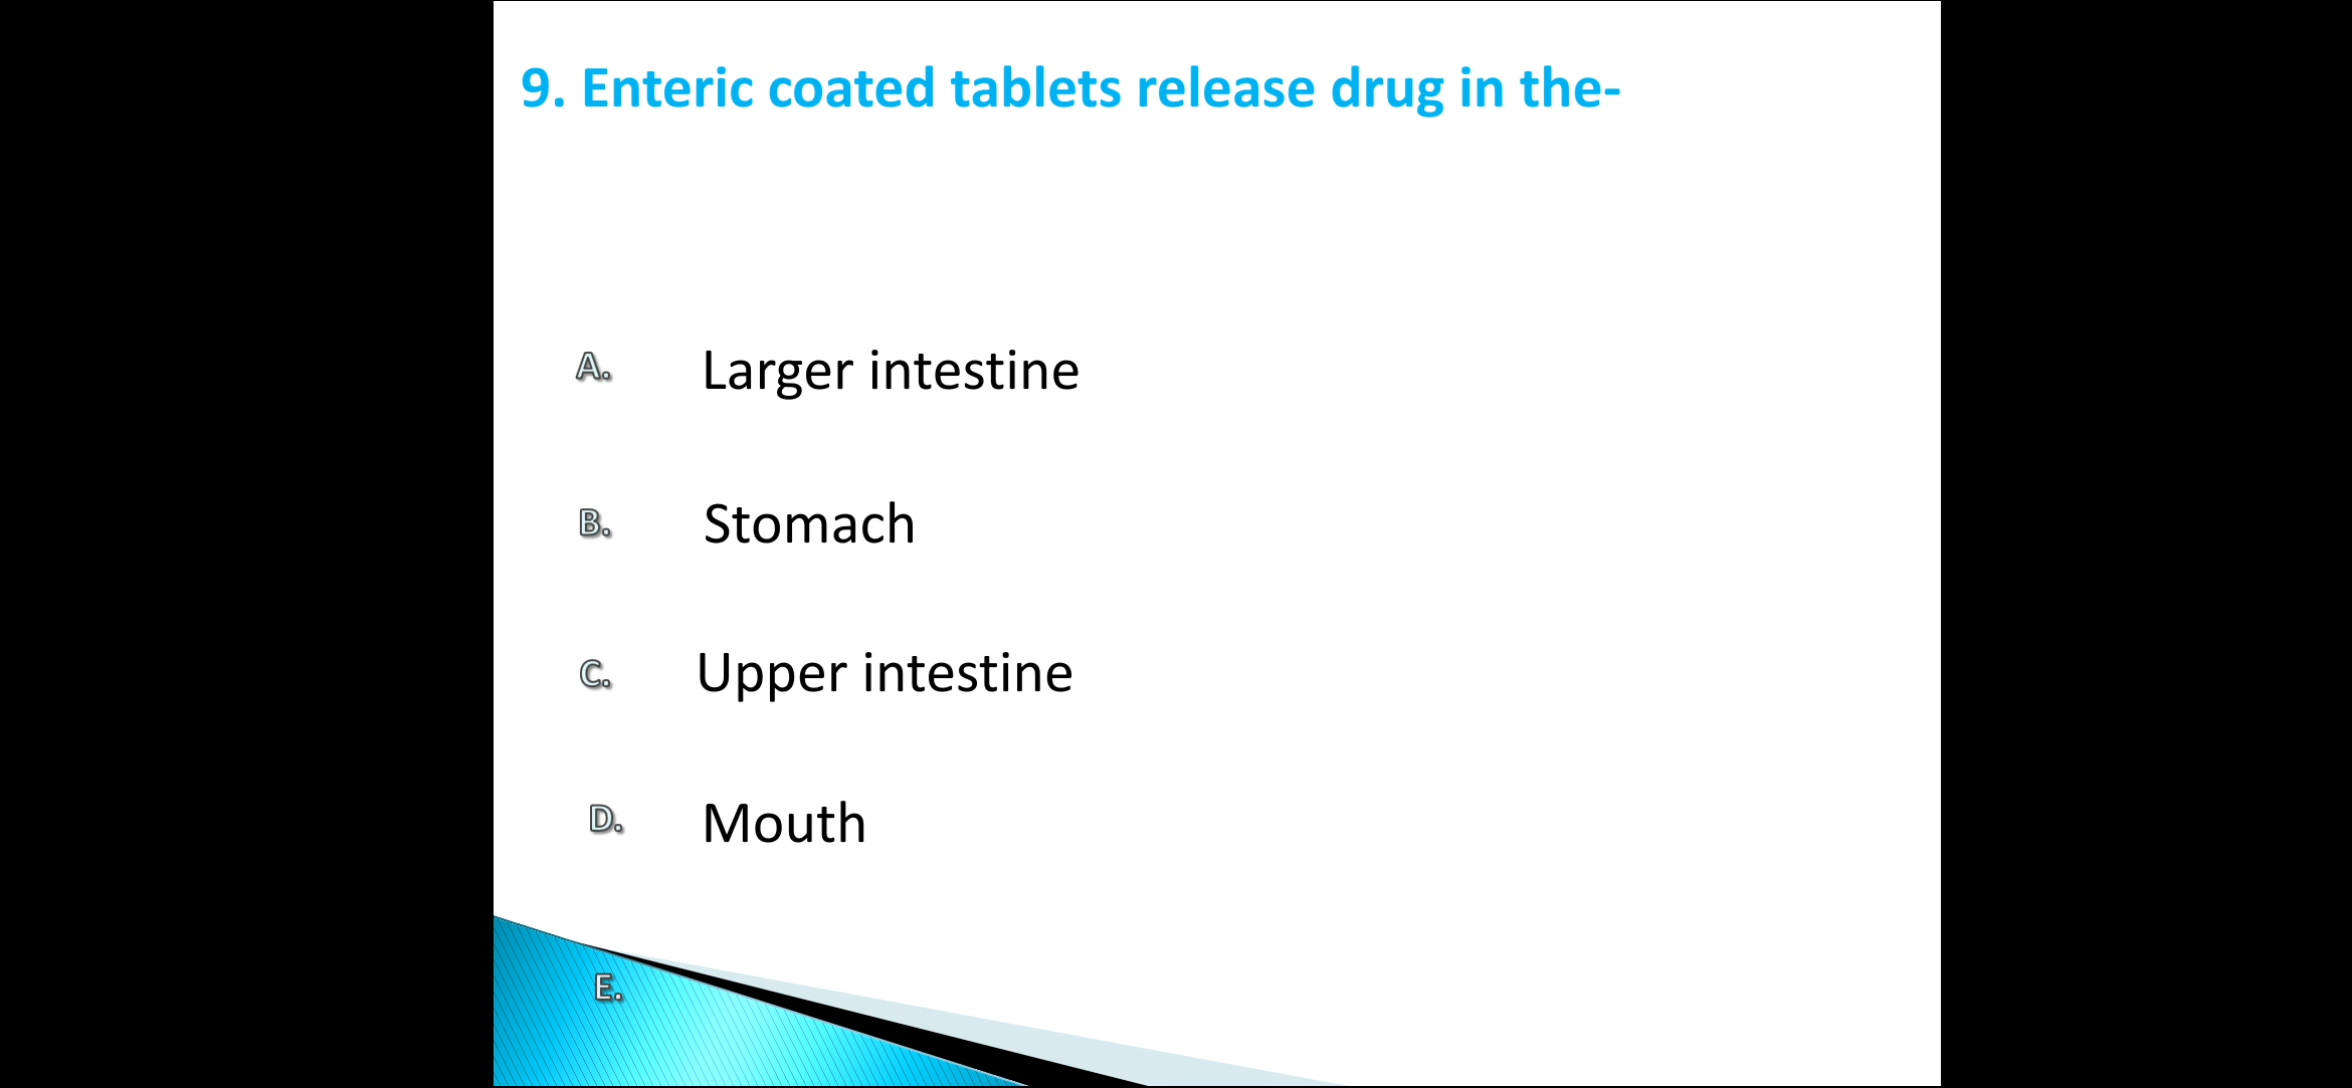 9. Enteric coated tablets release drug in the-
A. Larger intestine
B. Stomach
C. Upper intestine
D. Mouth
E.